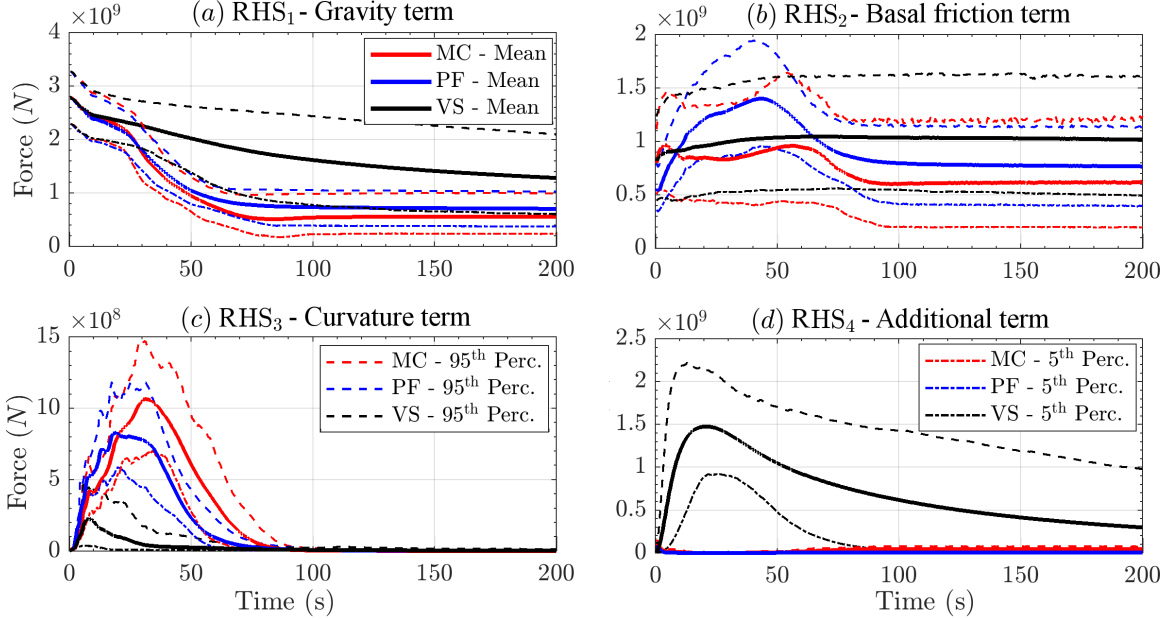 (a) RHS₁ - Gravity term
×10⁹
4
3
2
1
0
Force (N)
0 50 100 150 200
MC - Mean
PF - Mean
VS - Mean
(b) RHS₂- Basal friction term
×10⁹
2
1.5
1
0.5
0
0 50 100 150 200
(c) RHS₃ - Curvature term
×10⁸
15
10
5
0
Force (N)
0 50 100 150 200
Time (s)
MC - 95ᵗʰ Perc.
PF - 95ᵗʰ Perc.
VS - 95ᵗʰ Perc.
(d) RHS₄ - Additional term
×10⁹
2.5
2
1.5
1
0.5
0
0 50 100 150 200
Time (s)
MC - 5ᵗʰ Perc.
PF - 5ᵗʰ Perc.
VS - 5ᵗʰ Perc.